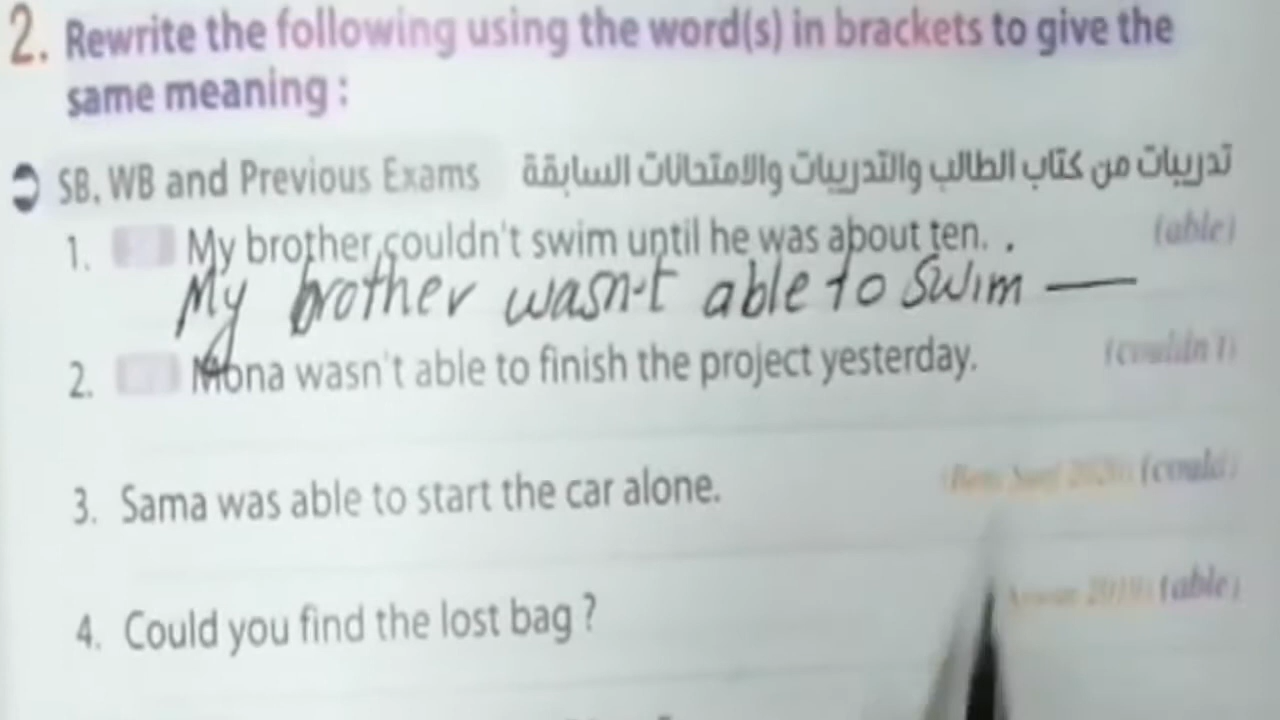 2. Rewrite the following using the word(s) in brackets to give the
same meaning :
SB, WB and Previous Exams تدريبات من كتاب الطالب والتدريبات والامتحانات السابقة
1. My brother couldn't swim until he was about ten. . (able)
My brother wasn't able to swim —
2. Mona wasn't able to finish the project yesterday. (couldn't)
3. Sama was able to start the car alone. (could)
4. Could you find the lost bag ? 2019 (able)